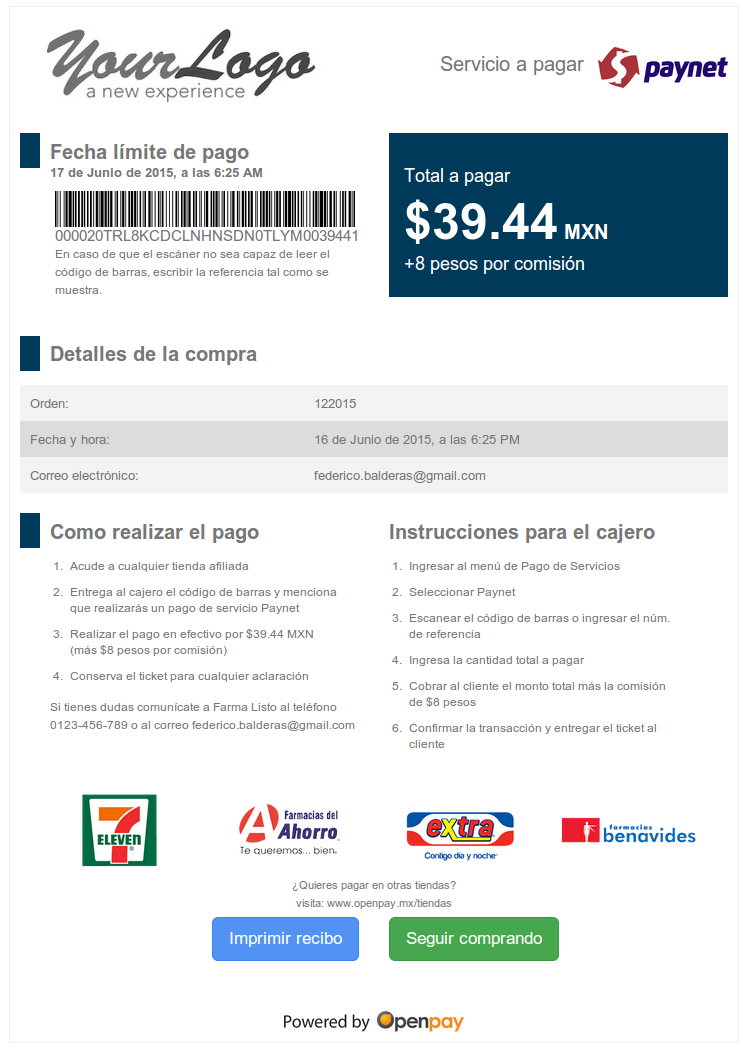 YourLogo
a new experience
Servicio a pagar
paynet
Fecha límite de pago
17 de Junio de 2015, a las 6:25 AM
000020TRL8KCDCLNHNSDN0TLYM0039441
En caso de que el escáner no sea capaz de leer el
código de barras, escribir la referencia tal como se
muestra.
Total a pagar
$39.44 MXN
+8 pesos por comisión
Detalles de la compra
Orden: 122015
Fecha y hora: 16 de Junio de 2015, a las 6:25 PM
Correo electrónico: federico.balderas@gmail.com
Como realizar el pago
1. Acude a cualquier tienda afiliada
2. Entrega al cajero el código de barras y menciona
que realizarás un pago de servicio Paynet
3. Realizar el pago en efectivo por $39.44 MXN
(más $8 pesos por comisión)
4. Conserva el ticket para cualquier aclaración
Si tienes dudas comunícate a Farma Listo al teléfono
0123-456-789 o al correo federico.balderas@gmail.com
Instrucciones para el cajero
1. Ingresar al menú de Pago de Servicios
2. Seleccionar Paynet
3. Escanear el código de barras o ingresar el núm.
de referencia
4. Ingresa la cantidad total a pagar
5. Cobrar al cliente el monto total más la comisión
de $8 pesos
6. Confirmar la transacción y entregar el ticket al
cliente
7
ELEVEN
Farmacias del
Ahorro
Te queremos... bien
extra
Contigo día y noche
farmacias
benavides
¿Quieres pagar en otras tiendas?
visita: www.openpay.mx/tiendas
Imprimir recibo
Seguir comprando
Powered by Openpay